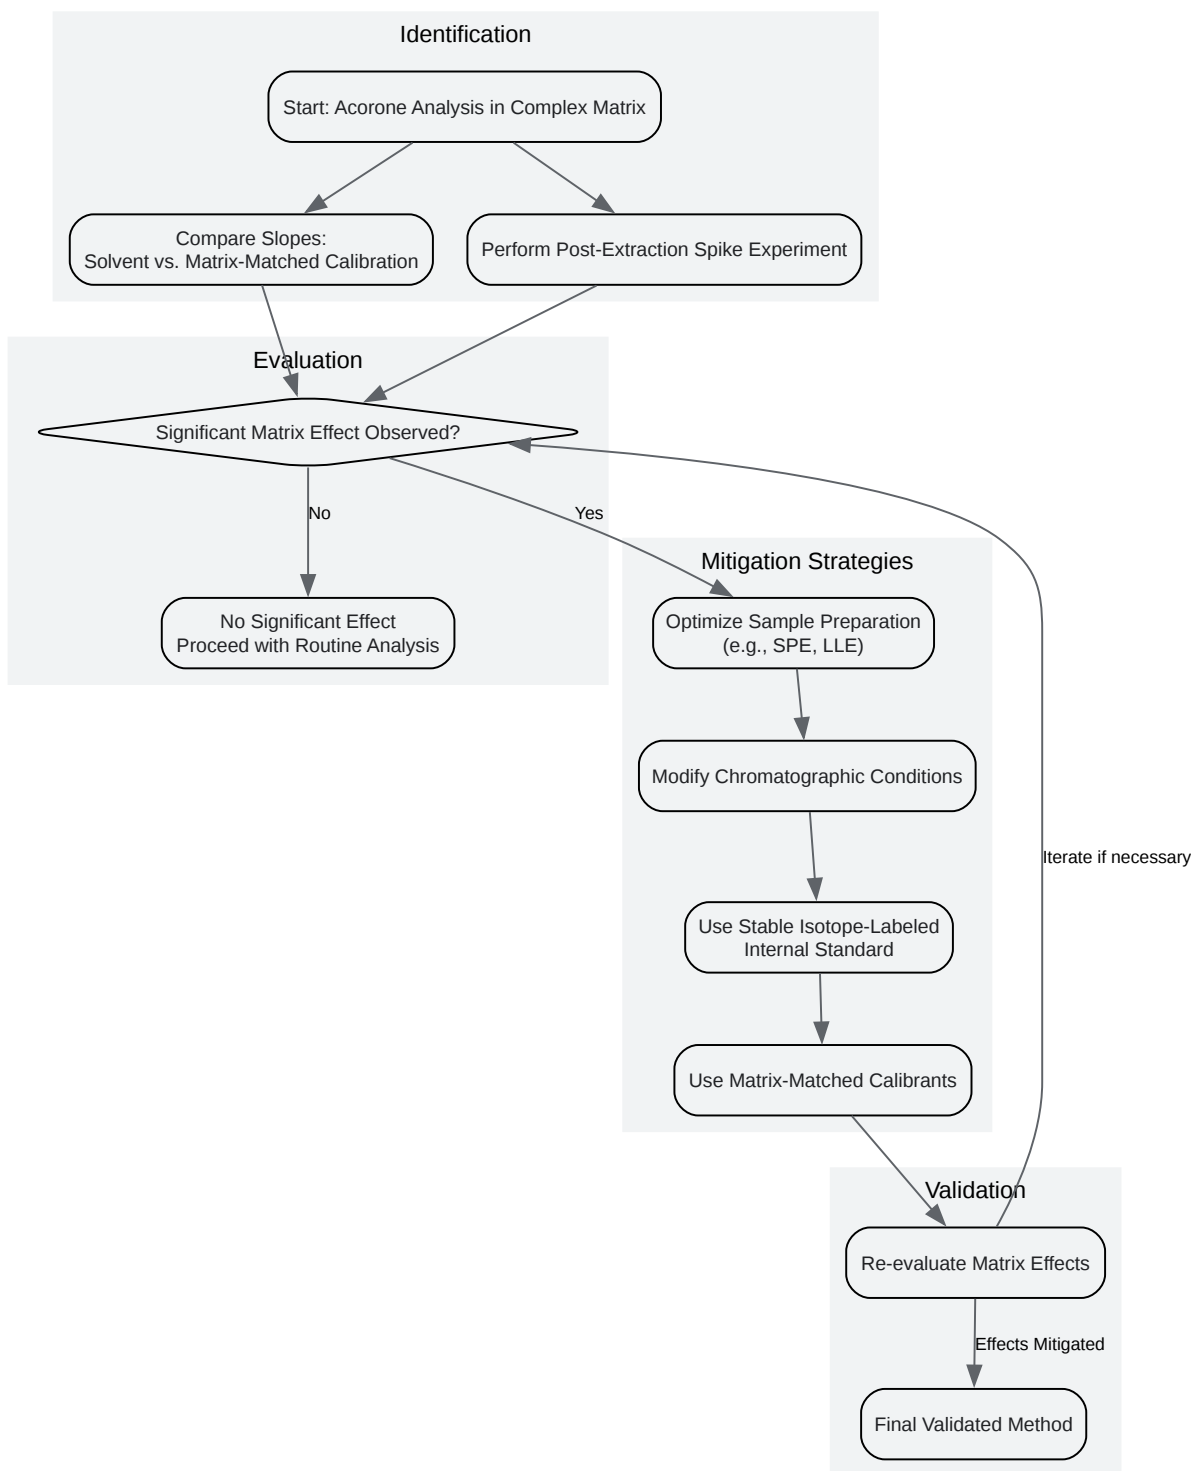 Identification
Start: Acorone Analysis in Complex Matrix
Compare Slopes:
Solvent vs. Matrix-Matched Calibration
Perform Post-Extraction Spike Experiment
Evaluation
Significant Matrix Effect Observed?
No
Yes
No Significant Effect
Proceed with Routine Analysis
Mitigation Strategies
Optimize Sample Preparation
(e.g., SPE, LLE)
Modify Chromatographic Conditions
Iterate if necessary
Use Stable Isotope-Labeled
Internal Standard
Use Matrix-Matched Calibrants
Validation
Re-evaluate Matrix Effects
Effects Mitigated
Final Validated Method